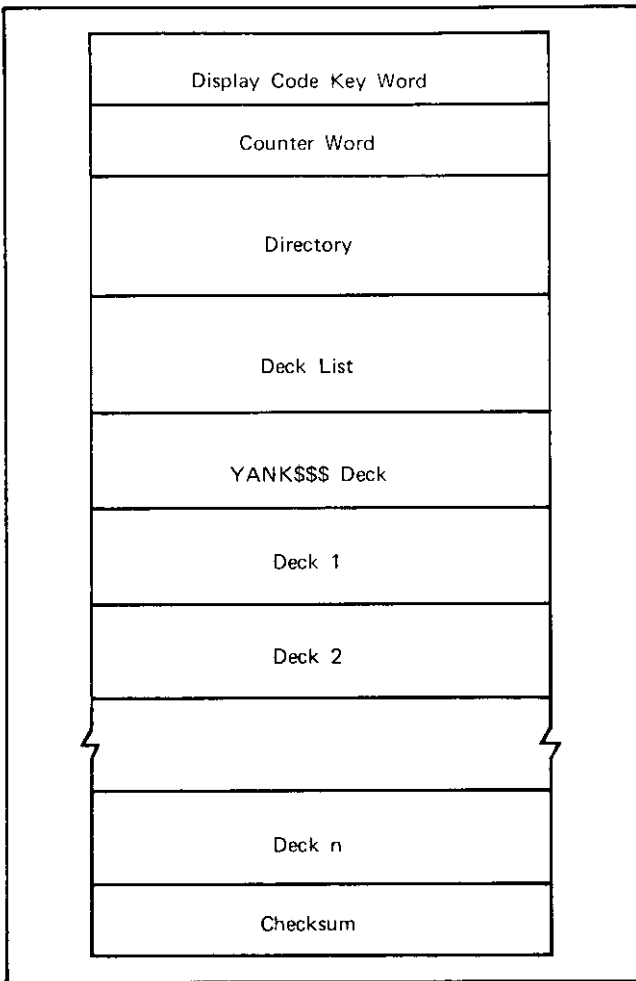 Display Code Key Word
Counter Word
Directory
Deck List
YANK$$$ Deck
Deck 1
Deck 2
Deck n
Checksum